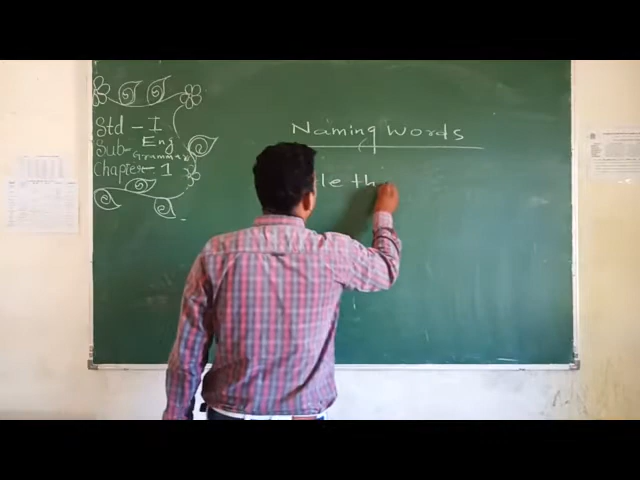 Std - I
Sub- Eng Grammar
Chapter - 1
Naming Words
le th